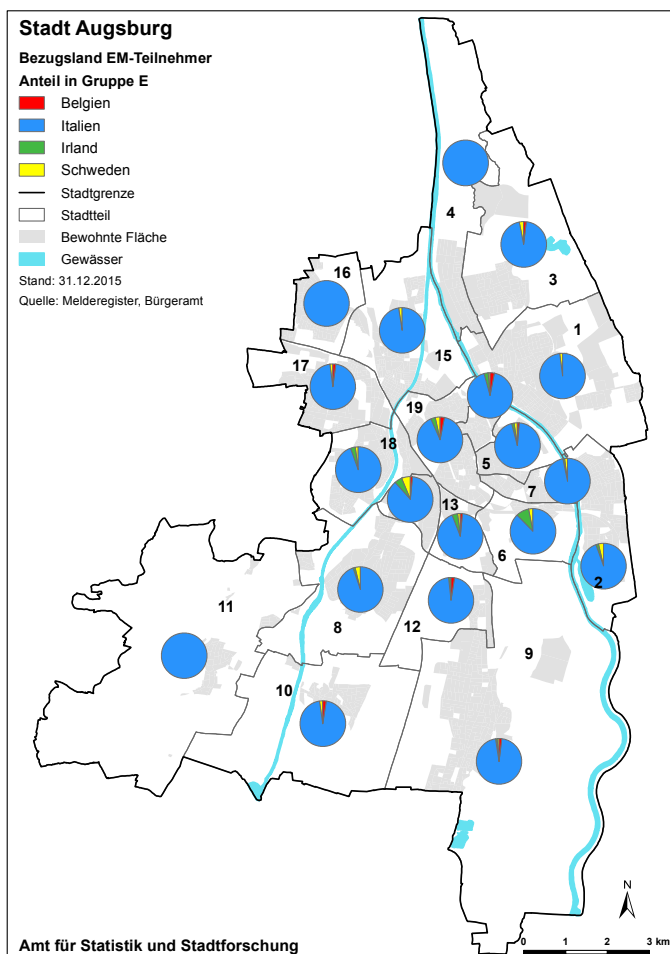 Stadt Augsburg
Bezugsland EM-Teilnehmer
Anteil in Gruppe E
Belgien
Italien
Irland
Schweden
Stadtgrenze
Stadtteil
Bewohnte Fläche
Gewässer
Stand: 31.12.2015
Quelle: Melderegister, Bürgeramt
4
16
3
1
15
17
19
18
5
7
13
6
2
11
8
12
9
10
N
Amt für Statistik und Stadtforschung
0 1 2 3 km